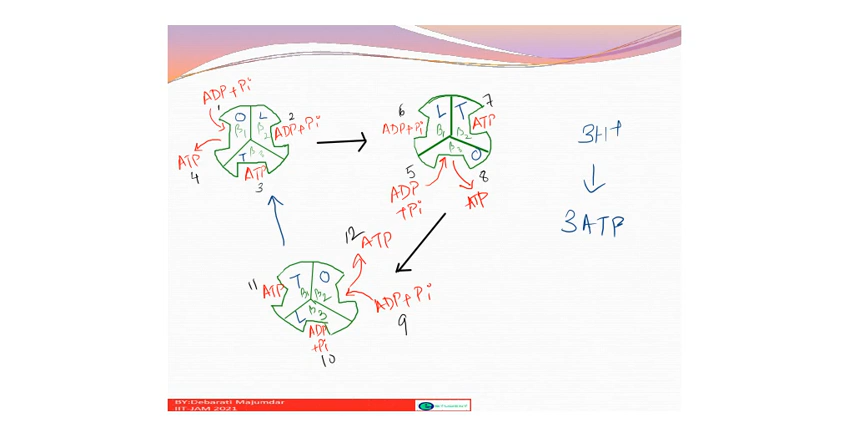 ADP+Pi
1
O L
2
β1 β2
ADP+Pi
ATP
T β3
4
ATP
3
6
7
L T
ADP+Pi
β1 β2
ATP
β3
O
5
8
ADP
+Pi
ATP
3H+
3ATP
12
ATP
T O
11
ATP
β1 β2
ADP+Pi
β3
L
9
ADP
+Pi
10
BY:Debarati Majumdar
IIT-JAM 2021